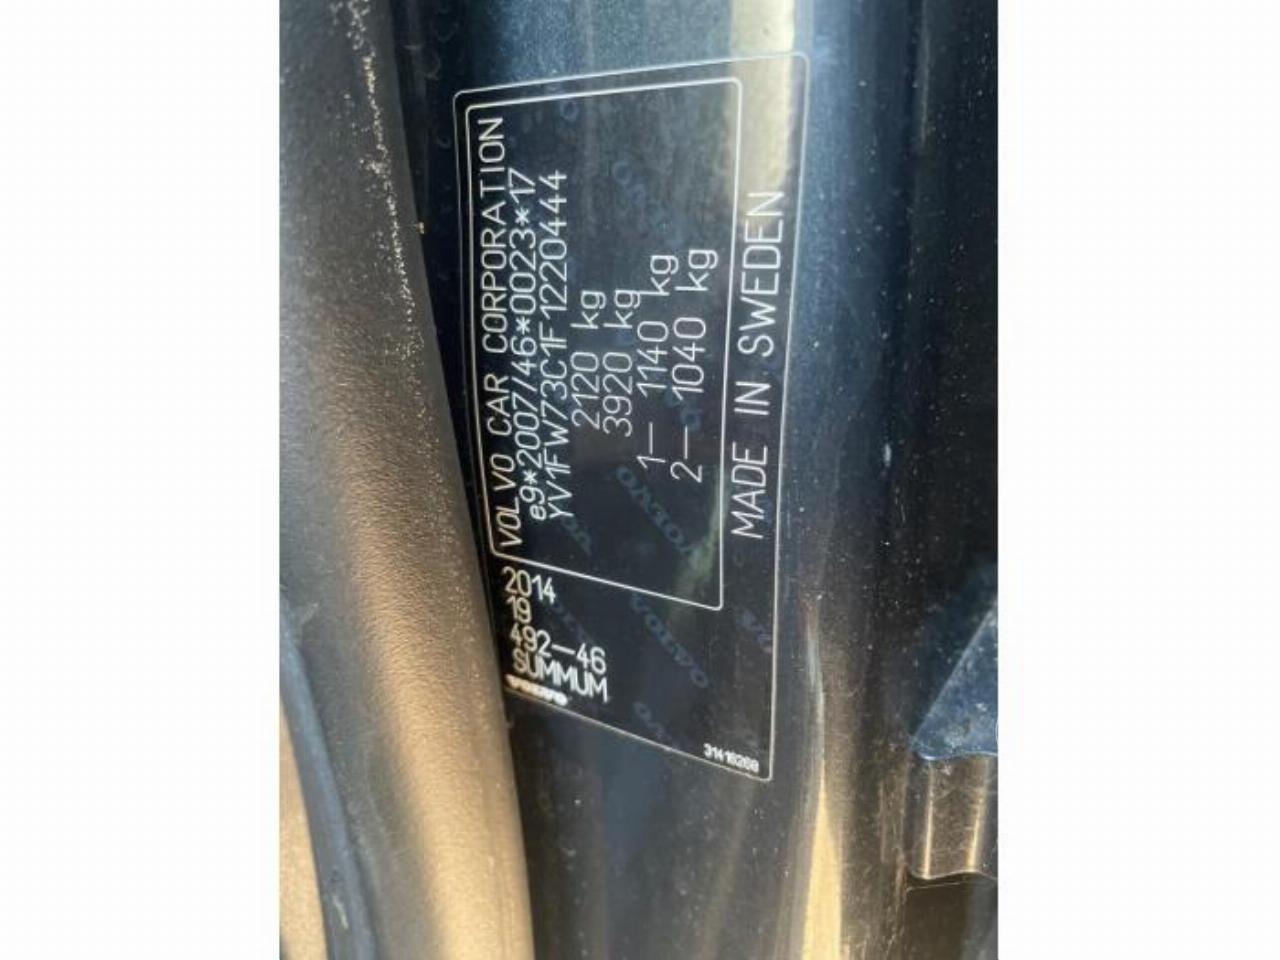 VOLVO CAR CORPORATION
e9*2007/46*0023*17
YV1FW73C1F1220444
2120 kg
3920 kg
1— 1140 kg
2— 1040 kg
MADE IN SWEDEN
2014
19
492—46
SUMMUM
VOLVO
31416268